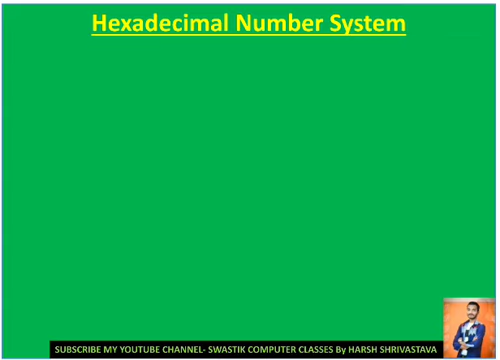 Hexadecimal Number System
SUBSCRIBE MY YOUTUBE CHANNEL- SWASTIK COMPUTER CLASSES By HARSH SHRIVASTAVA